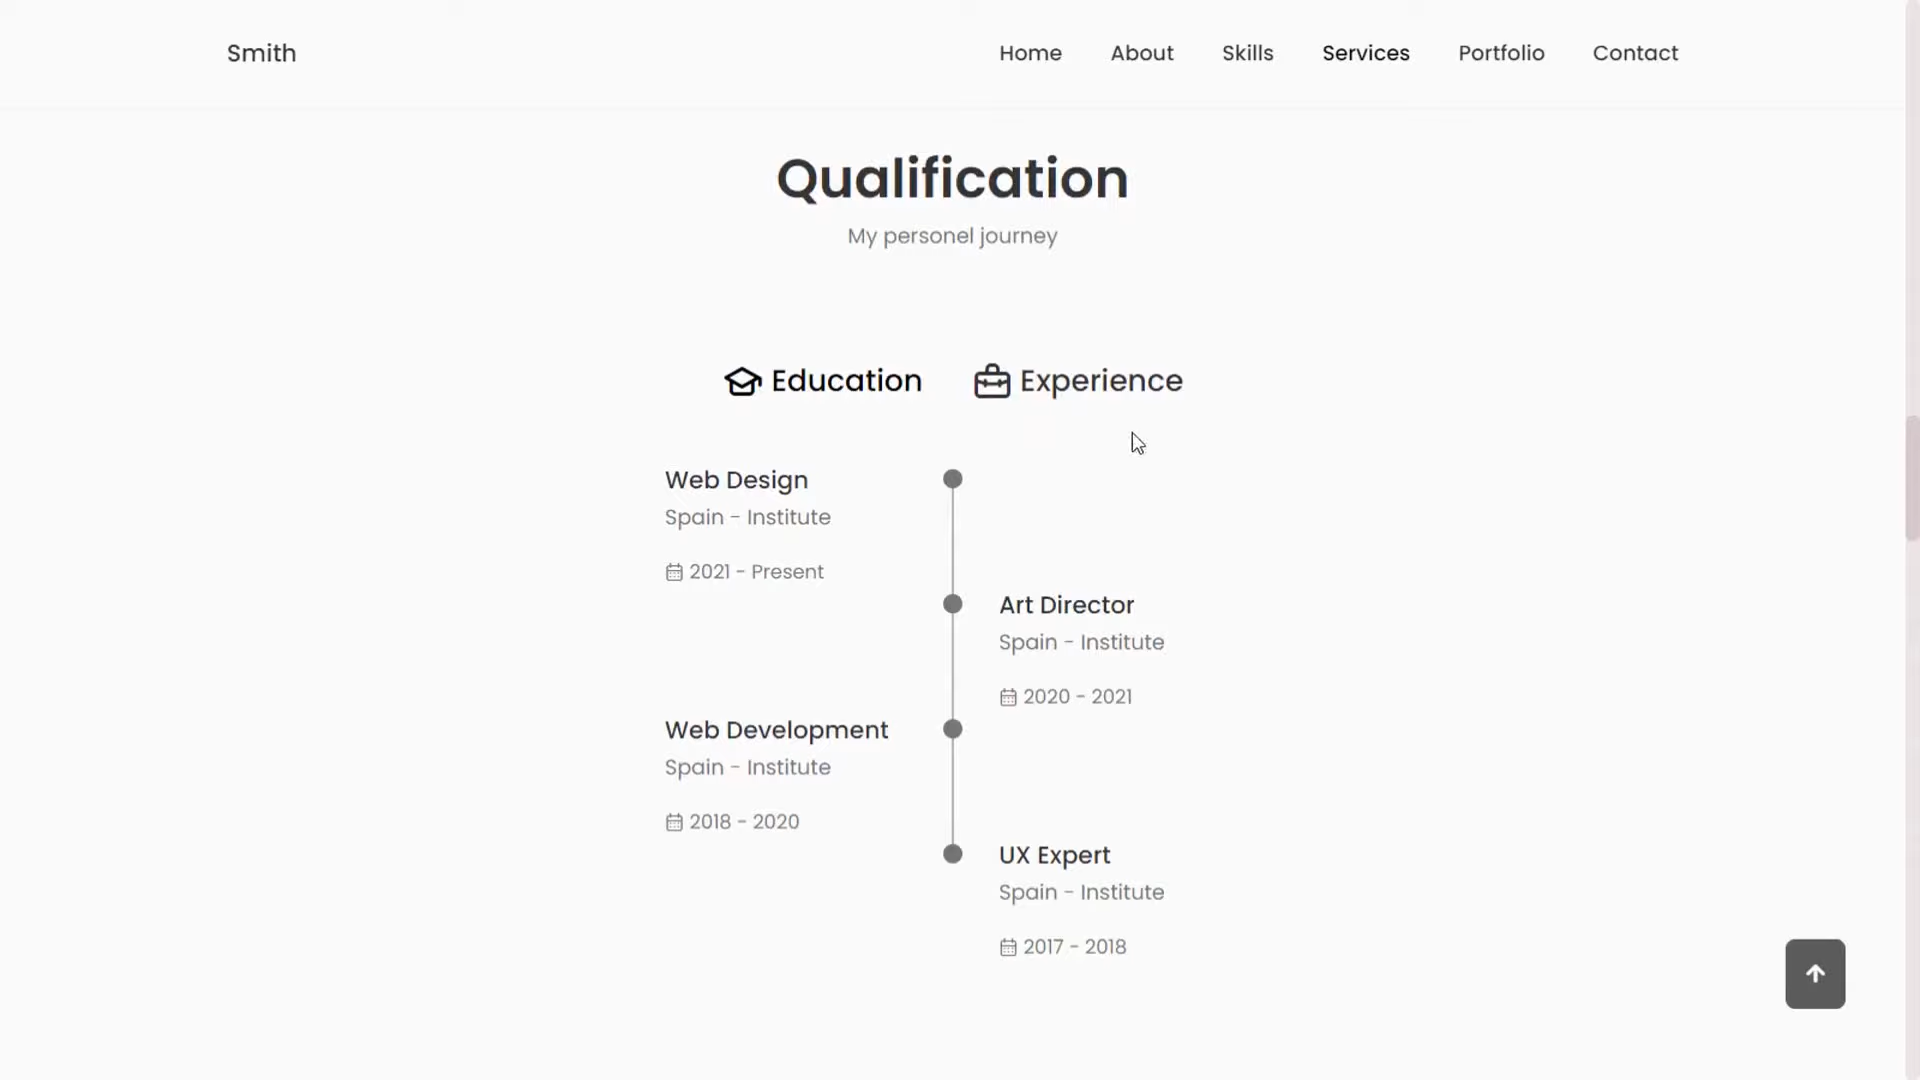 Smith
Home About Skills Services Portfolio Contact
Qualification
My personel journey
Education Experience
Web Design
Spain - Institute
2021 - Present
Art Director
Spain - Institute
2020 - 2021
Web Development
Spain - Institute
2018 - 2020
UX Expert
Spain - Institute
2017 - 2018